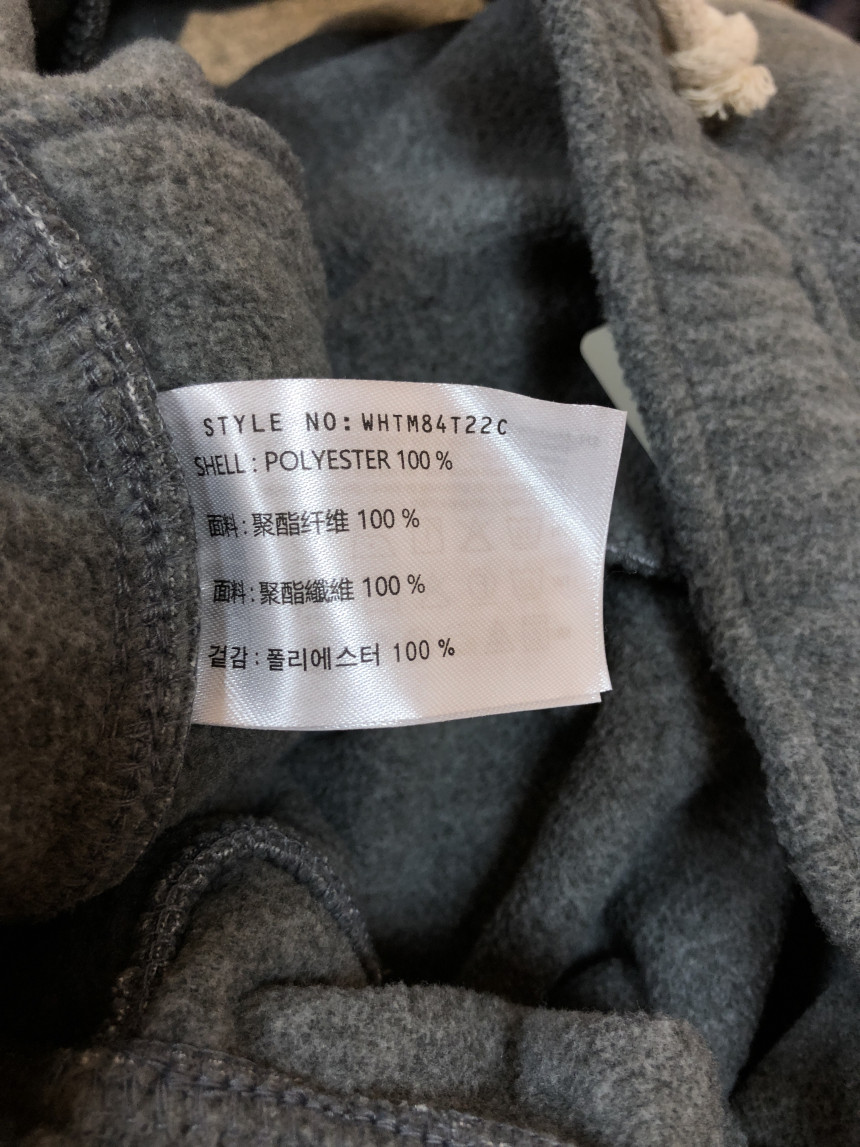 STYLE NO: WHTM84T22C
SHELL : POLYESTER 100 %
面料 : 聚酯纤维 100 %
面料 : 聚酯纖維 100 %
겉감 : 폴리에스터 100 %